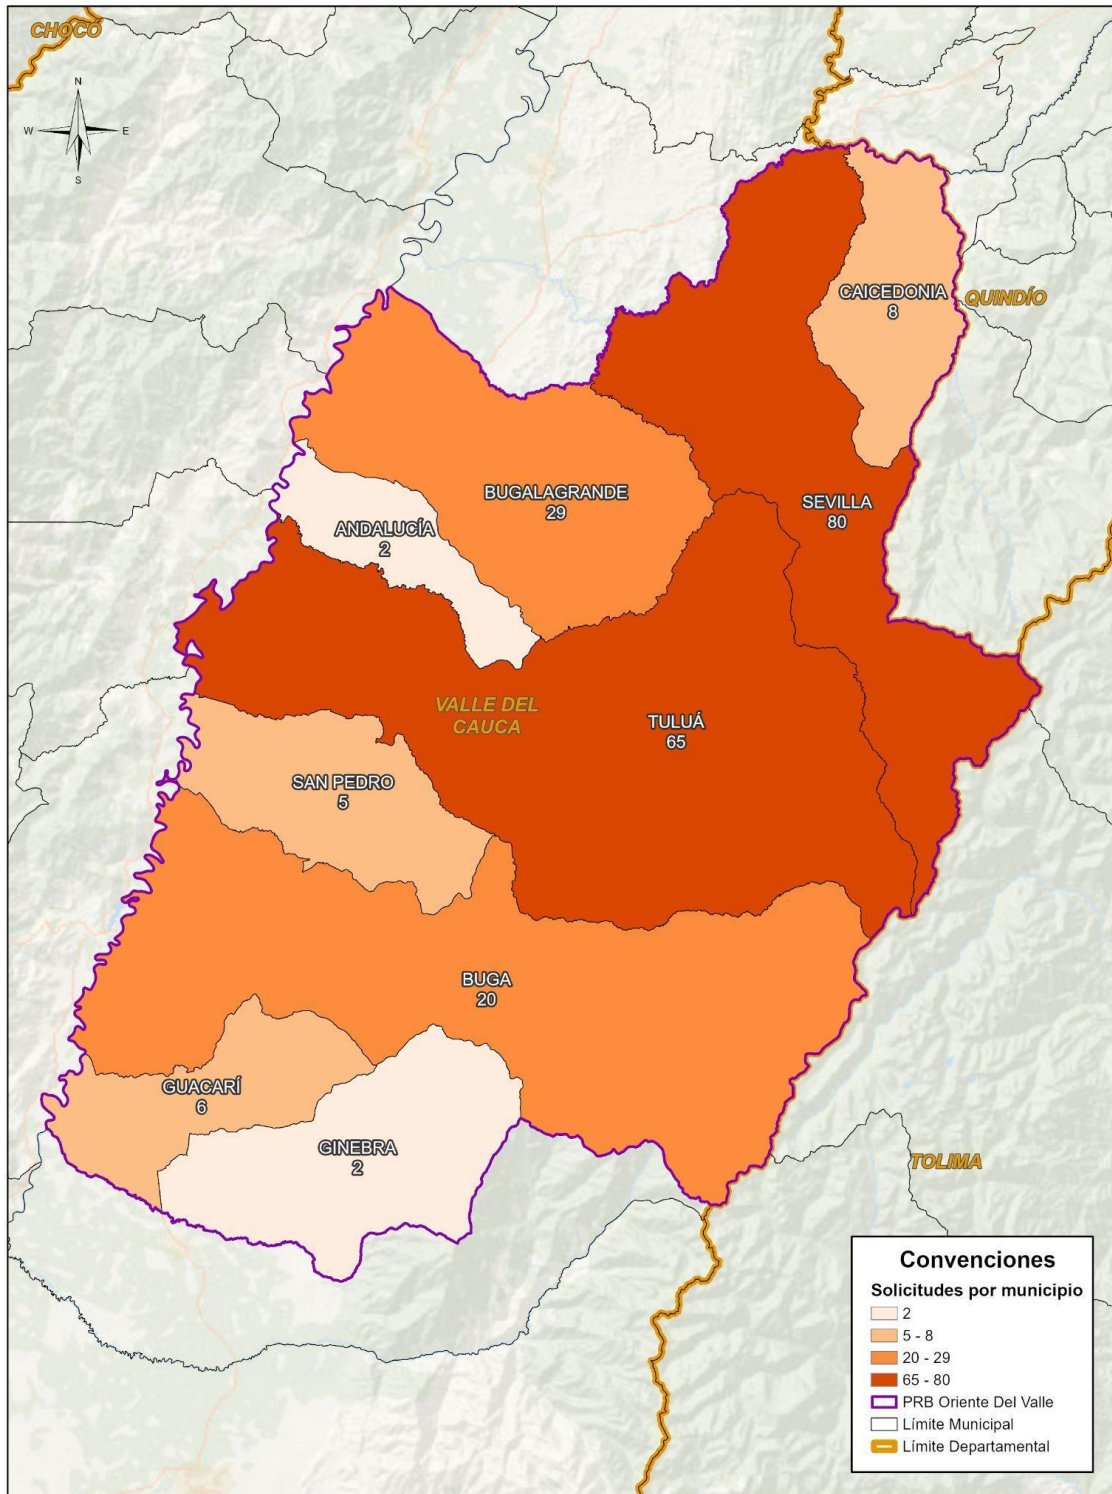 CHOCÓ
N
W
E
S
CAICEDONIA
8
QUINDÍO
BUGALAGRANDE
29
SEVILLA
80
ANDALUCÍA
2
VALLE DEL
CAUCA
TULUÁ
65
SAN PEDRO
5
BUGA
20
GUACARÍ
6
GINEBRA
2
TOLIMA
Convenciones
Solicitudes por municipio
2
5 - 8
20 - 29
65 - 80
PRB Oriente Del Valle
Límite Municipal
Límite Departamental